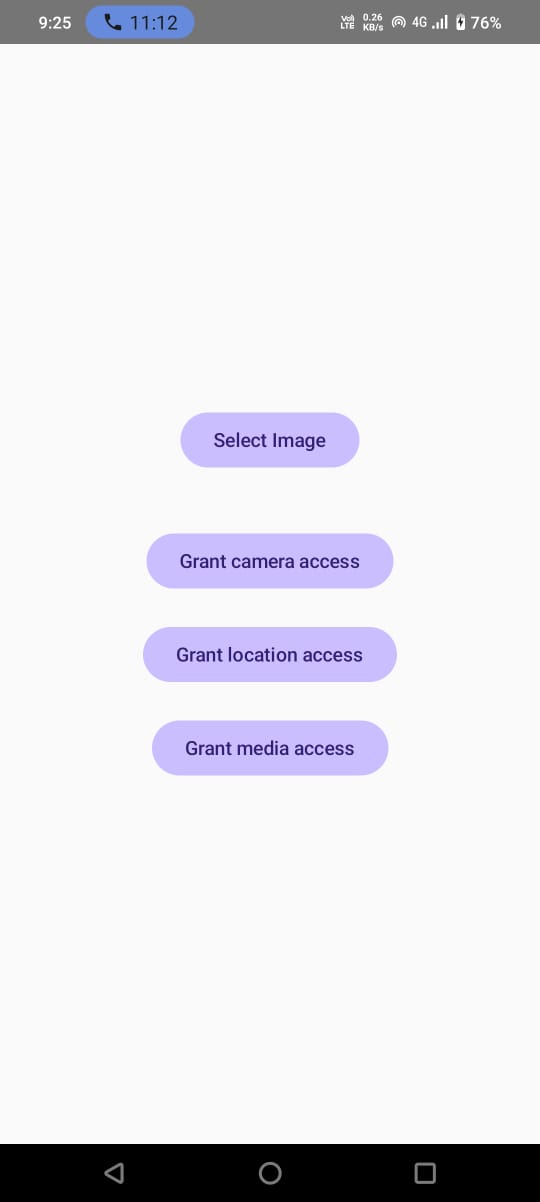 9:25 11:12 Vo) LTE 0.26 KB/s 4G 76%
Select Image
Grant camera access
Grant location access
Grant media access